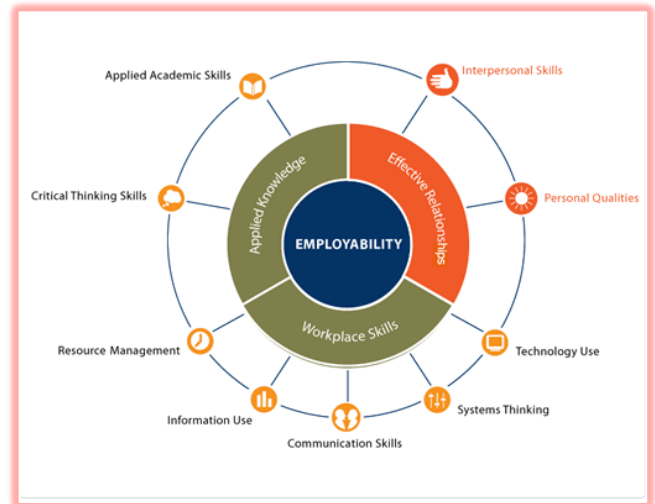 Applied Academic Skills
Interpersonal Skills
Critical Thinking Skills
Applied Knowledge
Effective Relationships
Personal Qualities
EMPLOYABILITY
Workplace Skills
Resource Management
Technology Use
Information Use
Systems Thinking
Communication Skills